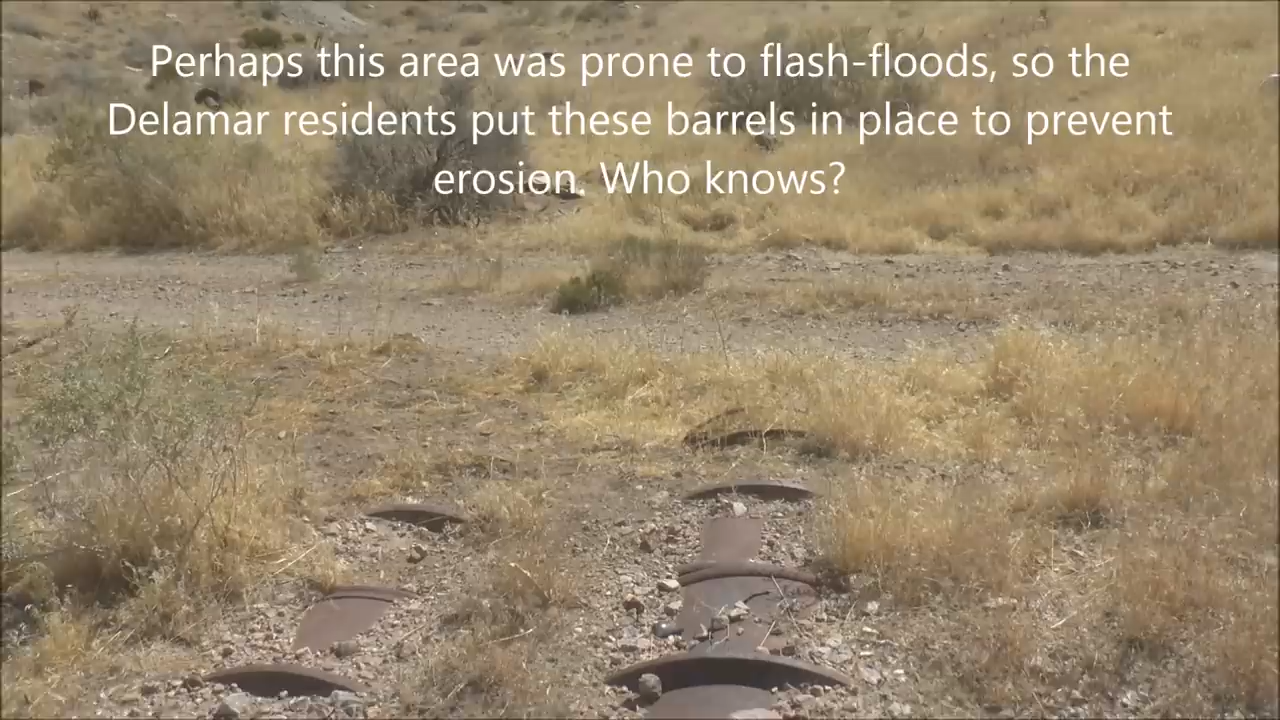 Perhaps this area was prone to flash-floods, so the
Delamar residents put these barrels in place to prevent
erosion. Who knows?